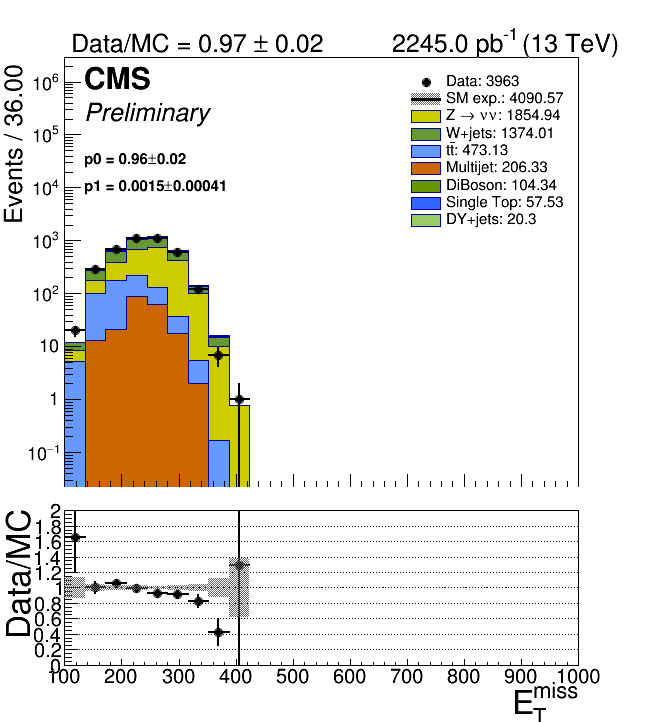 Data/MC = 0.97 ± 0.02 2245.0 pb⁻¹ (13 TeV)
Events / 36.00
CMS
Preliminary
p0 = 0.96±0.02
p1 = 0.0015±0.00041
Data: 3963
SM exp.: 4090.57
Z → νν: 1854.94
W+jets: 1374.01
tt̄: 473.13
Multijet: 206.33
DiBoson: 104.34
Single Top: 57.53
DY+jets: 20.3
10⁶
10⁵
10⁴
10³
10²
10
1
10⁻¹
Data/MC
2
1.8
1.6
1.4
1.2
1
0.8
0.6
0.4
0.2
0
100 200 300 400 500 600 700 800 900 1000
E_T^miss